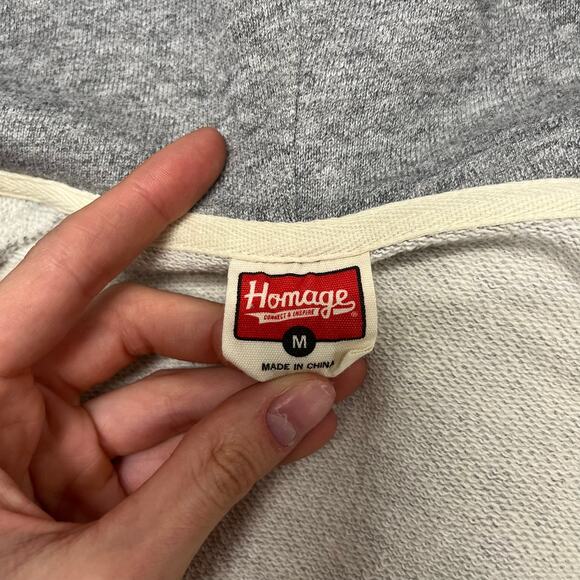 Homage
CONNECT & INSPIRE
®
M
MADE IN CHINA